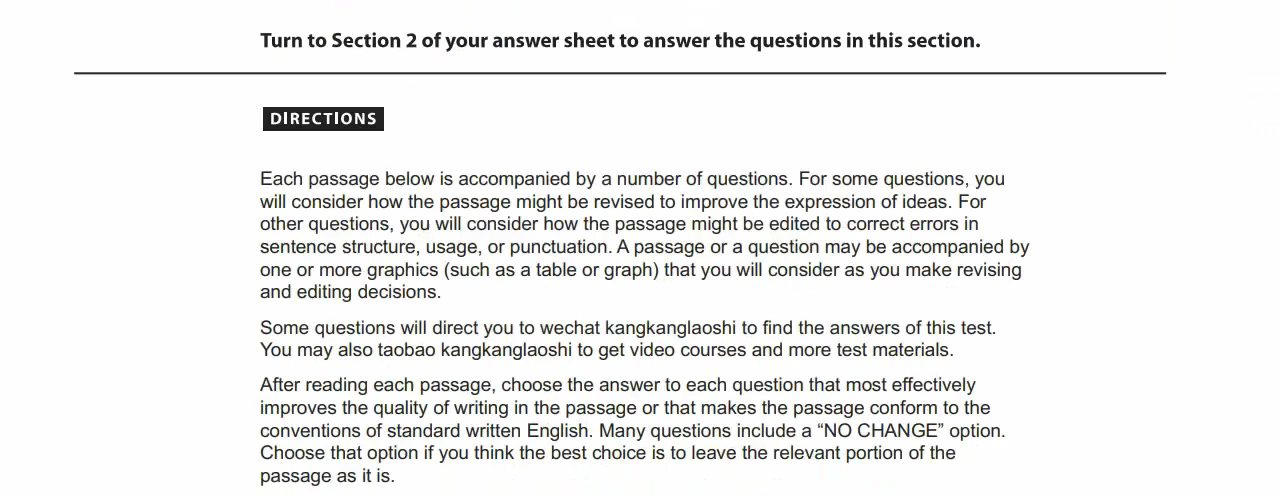 Turn to Section 2 of your answer sheet to answer the questions in this section.
DIRECTIONS
Each passage below is accompanied by a number of questions. For some questions, you
will consider how the passage might be revised to improve the expression of ideas. For
other questions, you will consider how the passage might be edited to correct errors in
sentence structure, usage, or punctuation. A passage or a question may be accompanied by
one or more graphics (such as a table or graph) that you will consider as you make revising
and editing decisions.
Some questions will direct you to wechat kangkanglaoshi to find the answers of this test.
You may also taobao kangkanglaoshi to get video courses and more test materials.
After reading each passage, choose the answer to each question that most effectively
improves the quality of writing in the passage or that makes the passage conform to the
conventions of standard written English. Many questions include a “NO CHANGE” option.
Choose that option if you think the best choice is to leave the relevant portion of the
passage as it is.